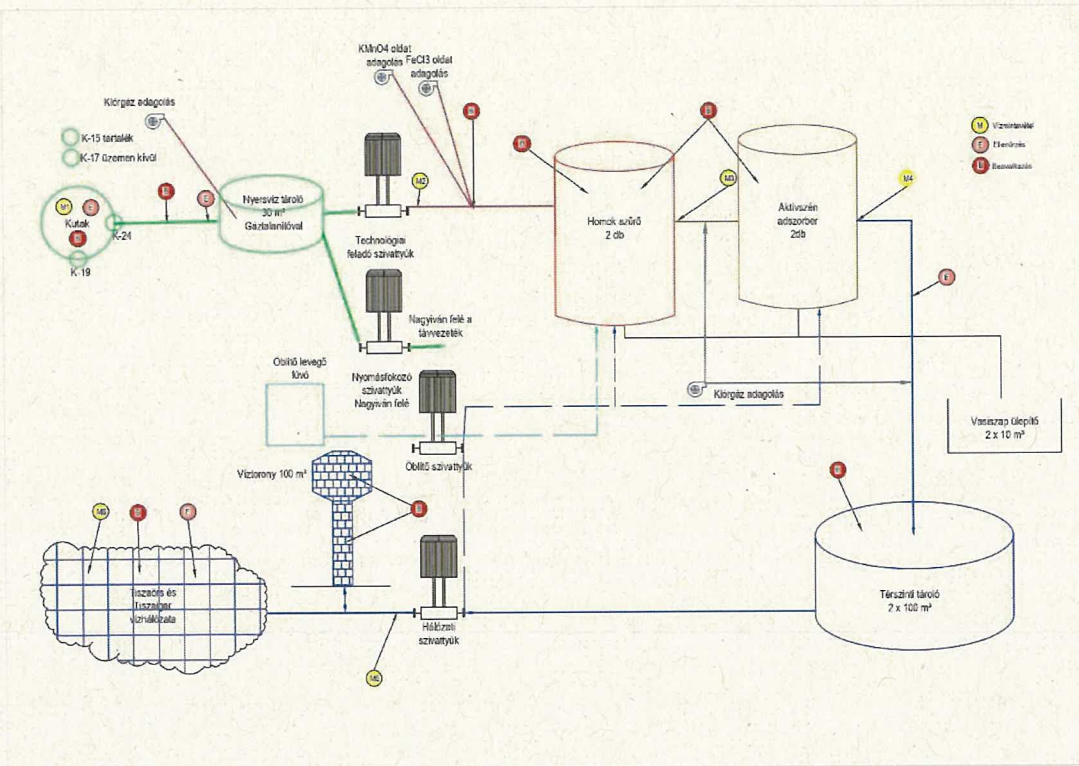 KMnO4 oldat
adagolás
FeCl3 oldat
adagolás
Klórgáz adagolás
K-15 tartalék
K-17 üzemen kívül
M Vízmintavétel
E Ellenőrzés
B Beavatkozás
M1
E
Kutak
B
K-24
K-19
B
E
Nyersvíz tároló
30 m³
Gáztalanítóval
Technológiai
feladó szivattyúk
M2
B
B
B
Homok szűrő
2 db
M3
Aktívszén
adszorber
2db
M4
E
Nagyiván felé a
távvezeték
Nyomásfokozó
szivattyúk
Nagyiván felé
Öblítő levegő
fúvó
Öblítő szivattyúk
Klórgáz adagolás
Vasiszap ülepítő
2 x 10 m³
Víztorony 100 m³
B
B
Térszinti tároló
2 x 100 m³
M6
B
E
Tiszaörs és
Tiszaigar
vízhálózata
Hálózati
szivattyúk